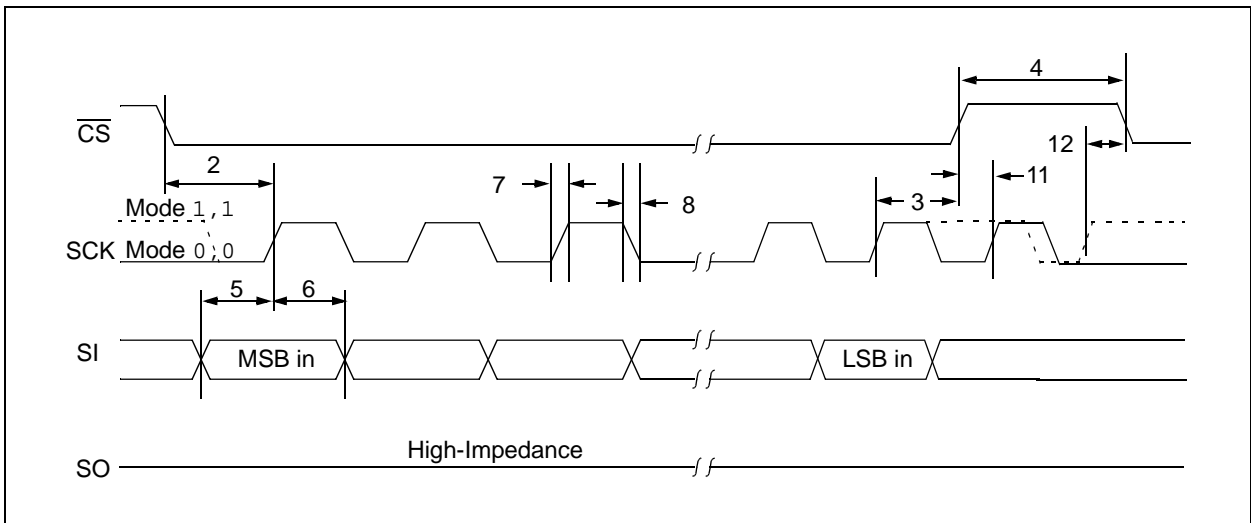 4
C̅S̅
12
2
7
11
8
3
Mode 1,1
SCK Mode 0,0
5
6
SI
MSB in
LSB in
High-Impedance
SO